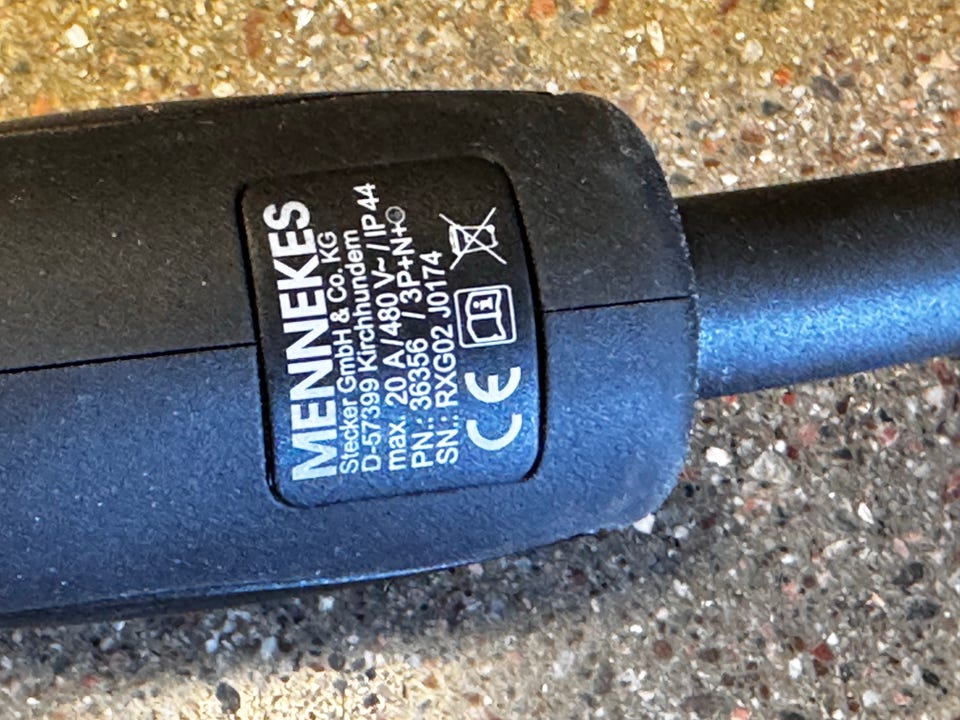 MENNEKES
Stecker GmbH & Co. KG
D-57399 Kirchhundem
max. 20 A/480 V~ / IP 44
PN.: 36356 / 3P+N+⏚
SN.: RXG02 J0174
CE